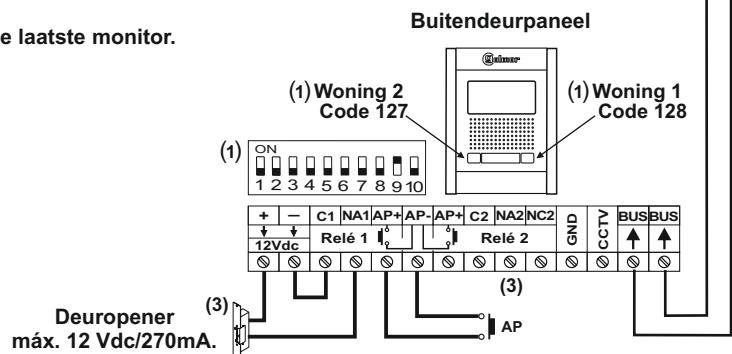 Buitendeurpaneel
e laatste monitor.
Golmar
(1) Woning 2
Code 127
(1) Woning 1
Code 128
(1)
ON
1 2 3 4 5 6 7 8 9 10
+ – C1 NA1 AP+ AP- AP+ C2 NA2 NC2 GND CCTV BUS BUS
12Vdc Relé 1 Relé 2
(3)
(3)
Deuropener
máx. 12 Vdc/270mA.
AP